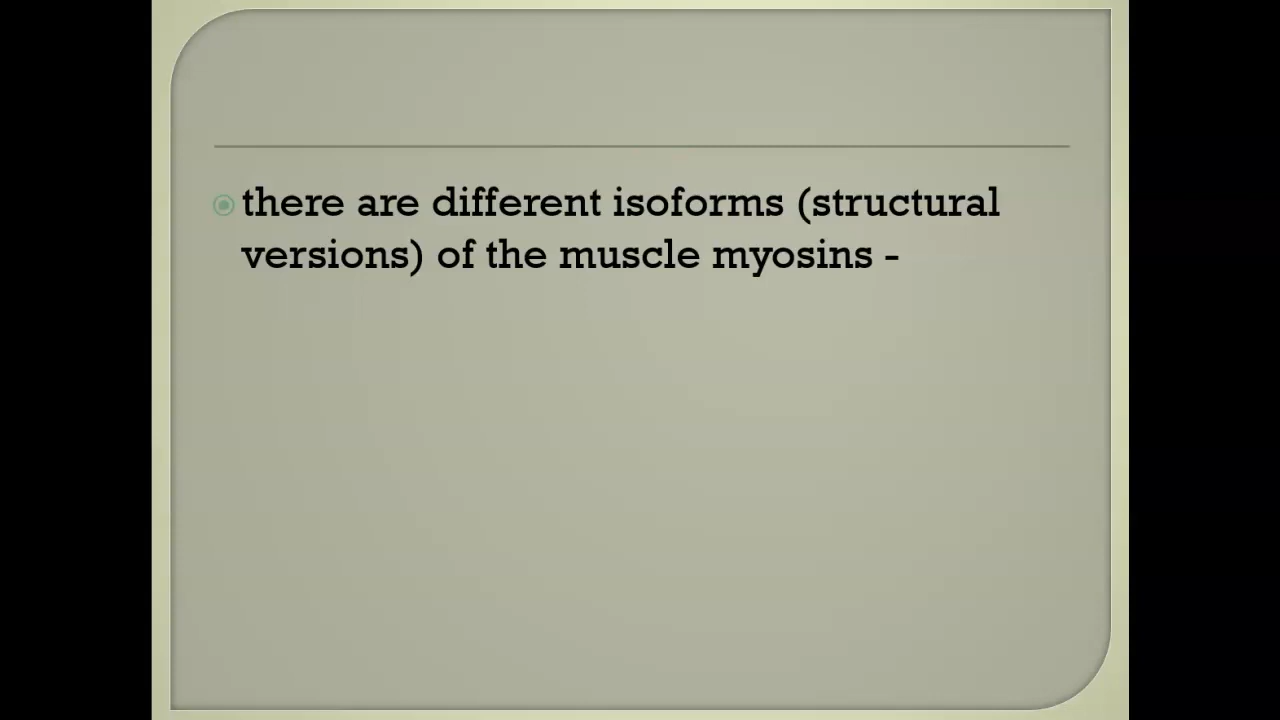 there are different isoforms (structural
versions) of the muscle myosins -